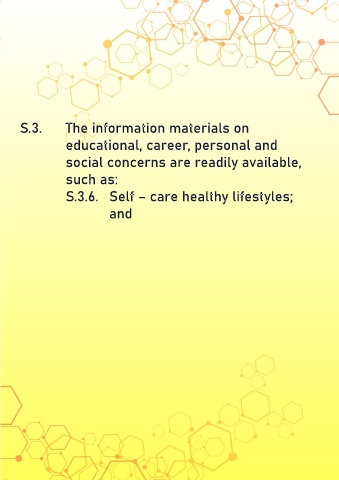 S.3. The information materials on
educational, career, personal and
social concerns are readily available,
such as:
S.3.6. Self – care healthy lifestyles;
and